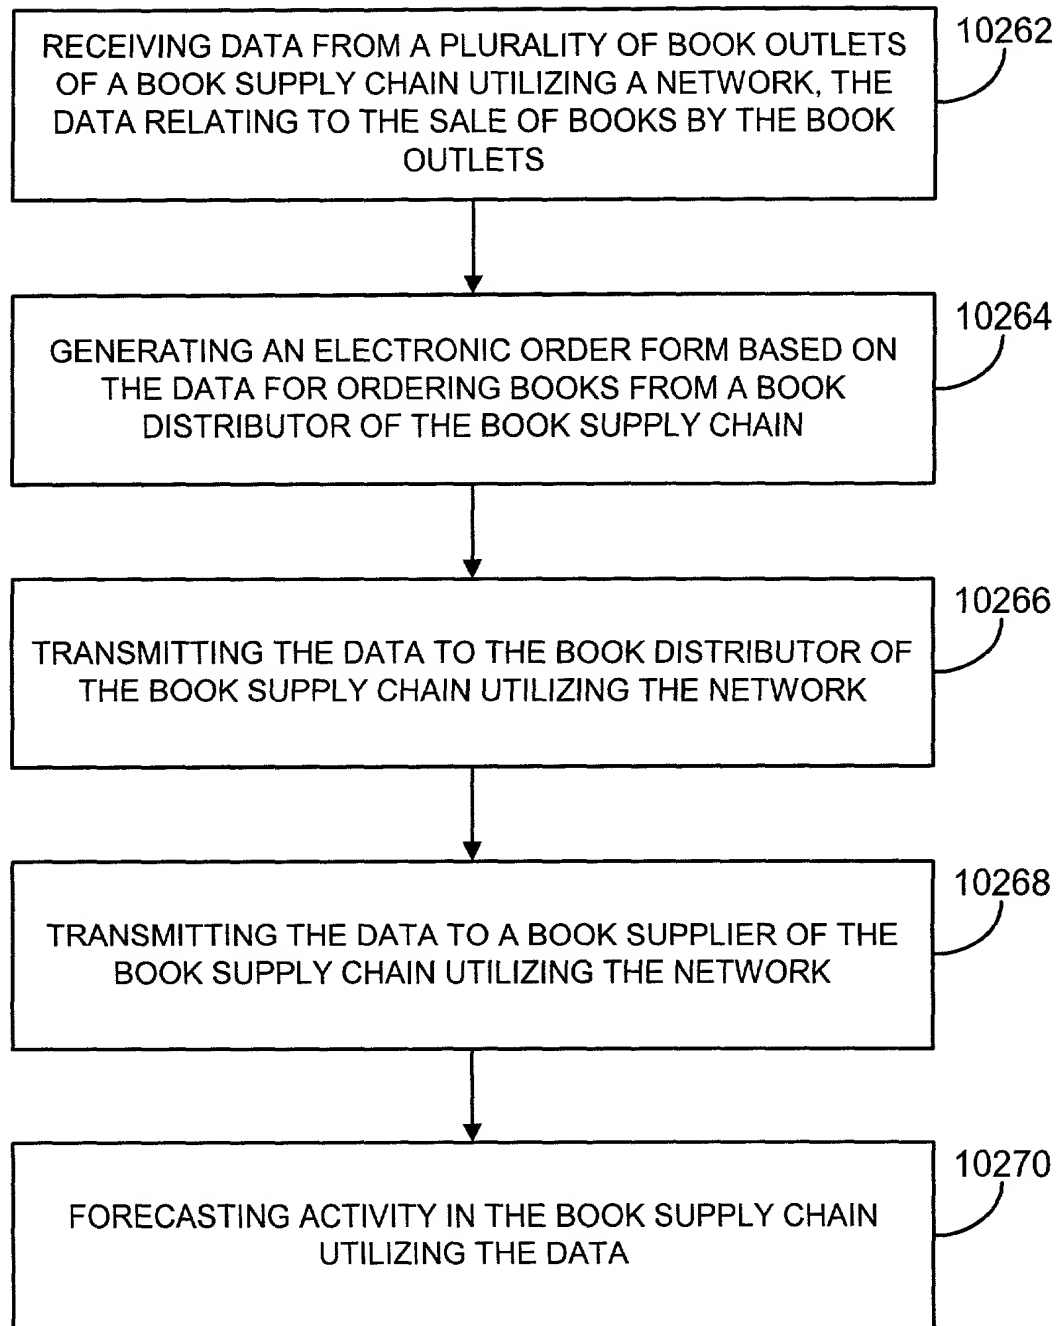 RECEIVING DATA FROM A PLURALITY OF BOOK OUTLETS
OF A BOOK SUPPLY CHAIN UTILIZING A NETWORK, THE
DATA RELATING TO THE SALE OF BOOKS BY THE BOOK
OUTLETS
10262
GENERATING AN ELECTRONIC ORDER FORM BASED ON
THE DATA FOR ORDERING BOOKS FROM A BOOK
DISTRIBUTOR OF THE BOOK SUPPLY CHAIN
10264
TRANSMITTING THE DATA TO THE BOOK DISTRIBUTOR OF
THE BOOK SUPPLY CHAIN UTILIZING THE NETWORK
10266
TRANSMITTING THE DATA TO A BOOK SUPPLIER OF THE
BOOK SUPPLY CHAIN UTILIZING THE NETWORK
10268
FORECASTING ACTIVITY IN THE BOOK SUPPLY CHAIN
UTILIZING THE DATA
10270